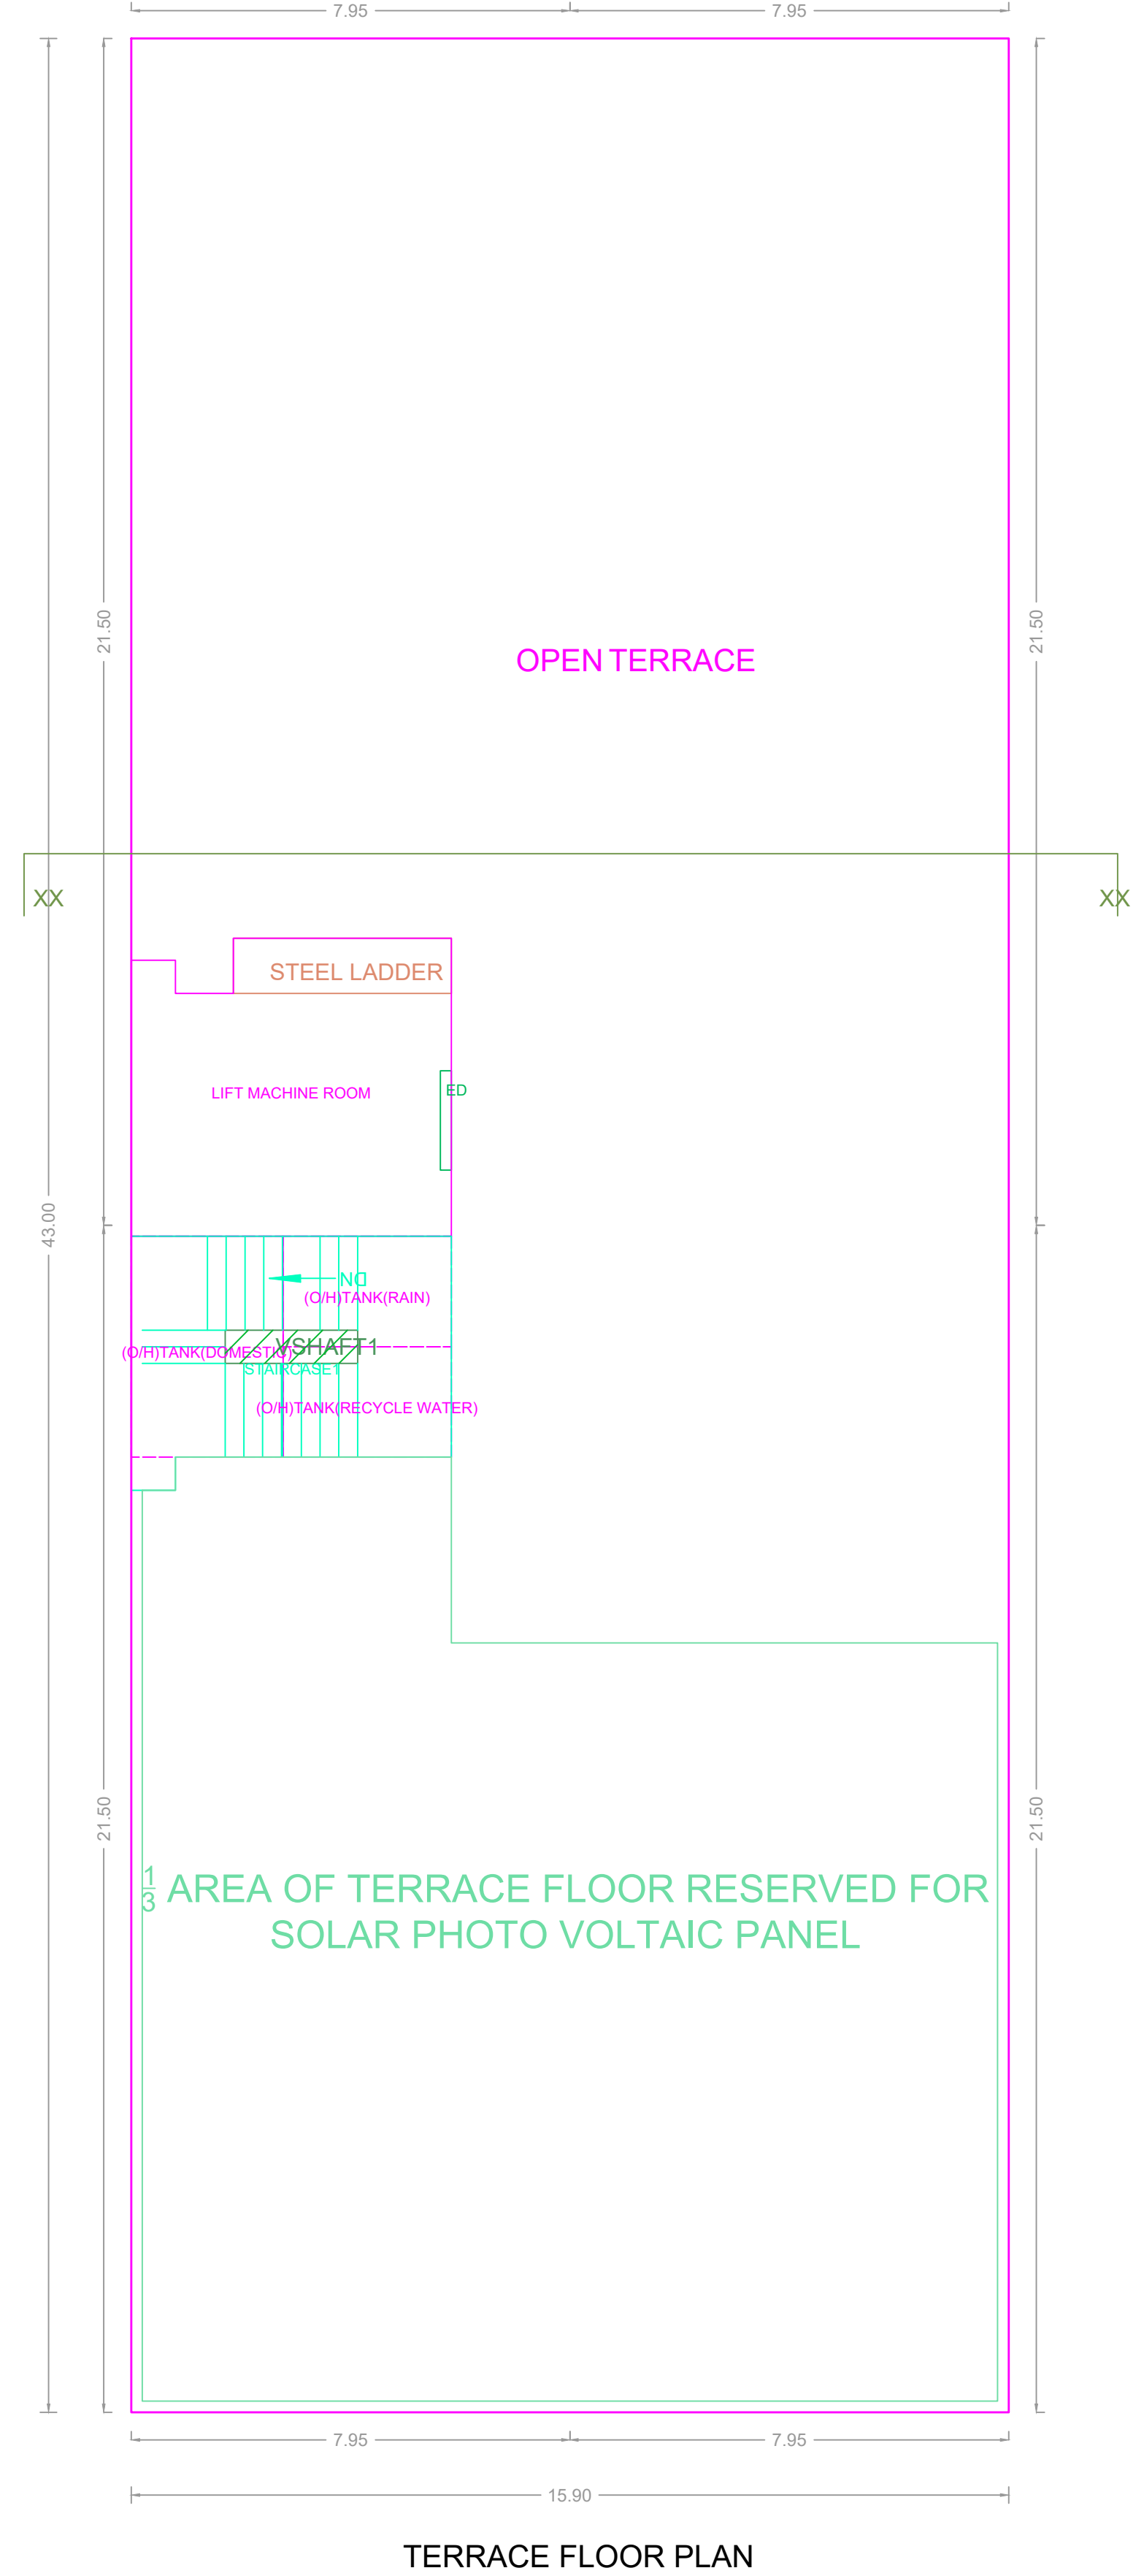 7.95 7.95
21.50 21.50
OPEN TERRACE
XX XX
STEEL LADDER
ED
LIFT MACHINE ROOM
43.00
DN
(O/H)TANK(RAIN)
VSHAFT1
(O/H)TANK(DOMESTIC)
STAIRCASE1
(O/H)TANK(RECYCLE WATER)
21.50 21.50
1/3 AREA OF TERRACE FLOOR RESERVED FOR
SOLAR PHOTO VOLTAIC PANEL
7.95 7.95
15.90
TERRACE FLOOR PLAN